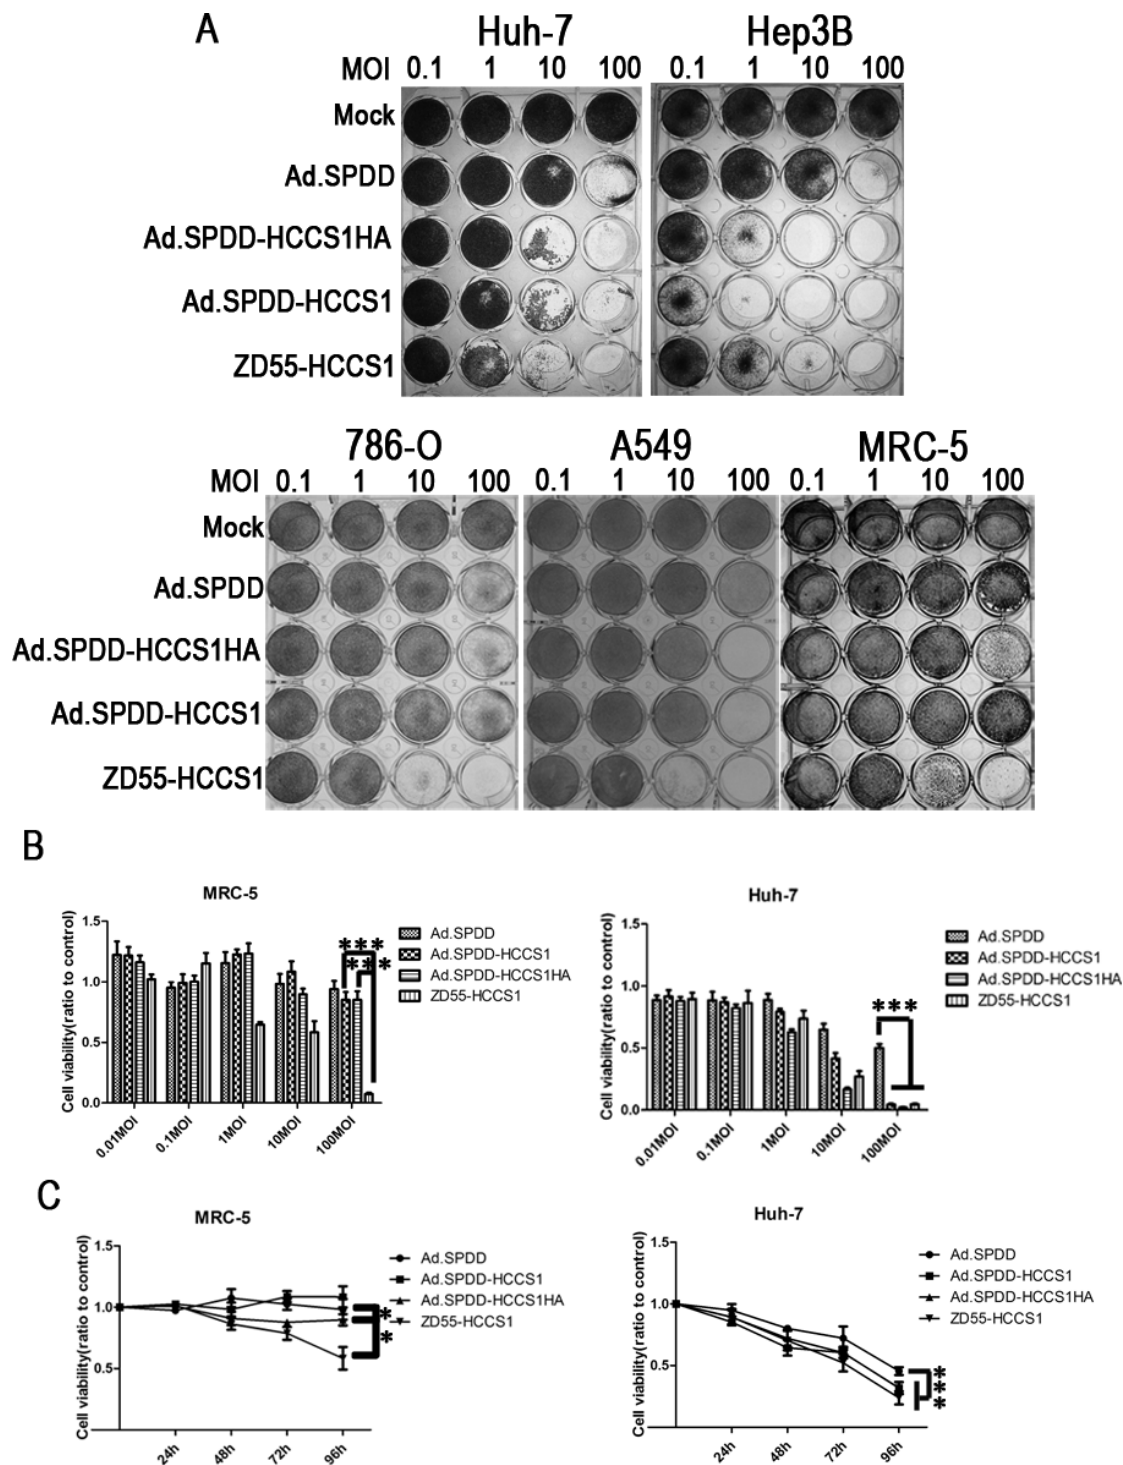 A
Huh-7 Hep3B
MOI 0.1 1 10 100 0.1 1 10 100
Mock
Ad.SPDD
Ad.SPDD-HCCS1HA
Ad.SPDD-HCCS1
ZD55-HCCS1
786-O A549 MRC-5
MOI 0.1 1 10 100 0.1 1 10 100 0.1 1 10 100
Mock
Ad.SPDD
Ad.SPDD-HCCS1HA
Ad.SPDD-HCCS1
ZD55-HCCS1
B
MRC-5
Cell viability(ratio to control)
1.5
1.0
0.5
0.0
0.01MOI 0.1MOI 1MOI 10MOI 100MOI
***
***
Ad.SPDD
Ad.SPDD-HCCS1
Ad.SPDD-HCCS1HA
ZD55-HCCS1
Huh-7
Cell viability(ratio to control)
1.5
1.0
0.5
0.0
0.01MOI 0.1MOI 1MOI 10MOI 100MOI
***
Ad.SPDD
Ad.SPDD-HCCS1
Ad.SPDD-HCCS1HA
ZD55-HCCS1
C
MRC-5
Cell viability(ratio to control)
1.5
1.0
0.5
24h 48h 72h 96h
**
Ad.SPDD
Ad.SPDD-HCCS1
Ad.SPDD-HCCS1HA
ZD55-HCCS1
Huh-7
Cell viability(ratio to control)
1.5
1.0
0.5
24h 48h 72h 96h
***
Ad.SPDD
Ad.SPDD-HCCS1
Ad.SPDD-HCCS1HA
ZD55-HCCS1